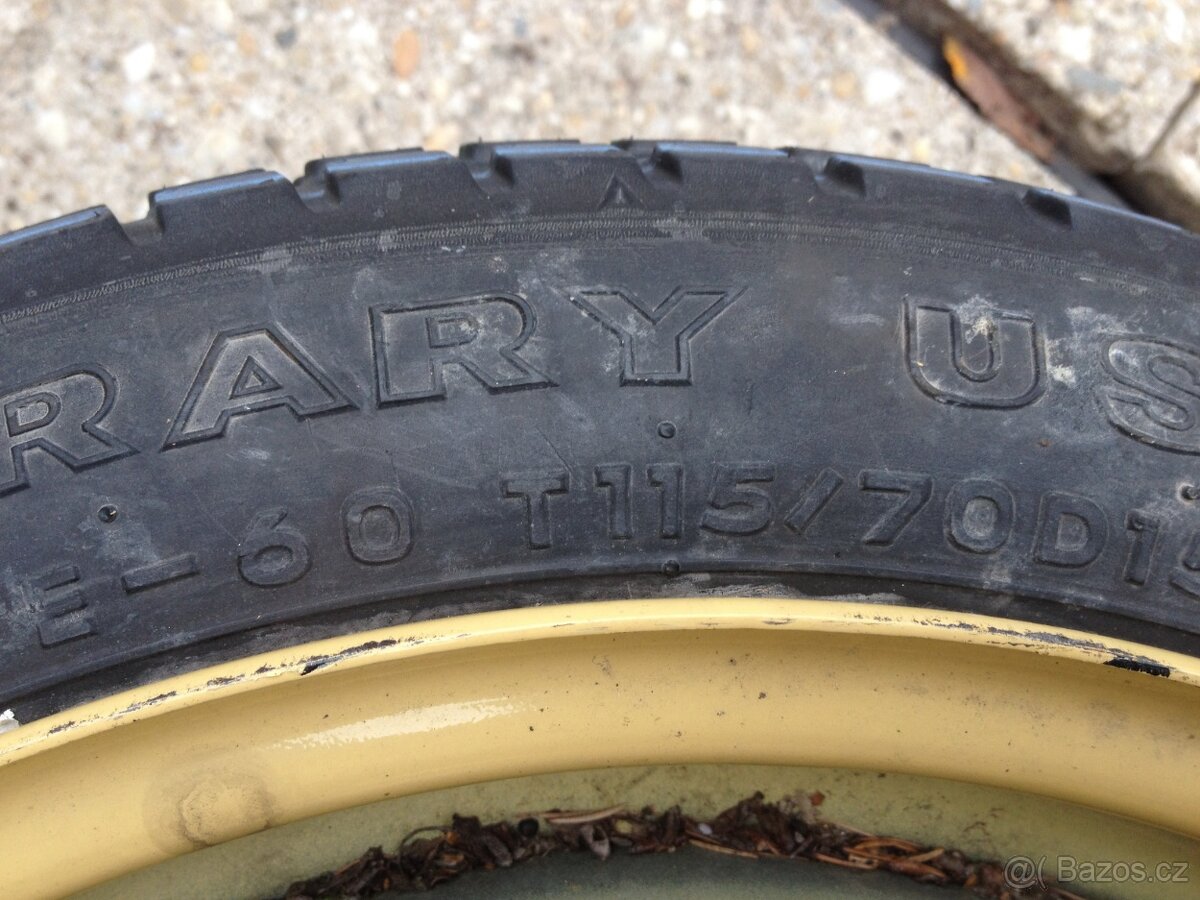 RARY US
E-60 T115/70D15
@( Bazos.cz